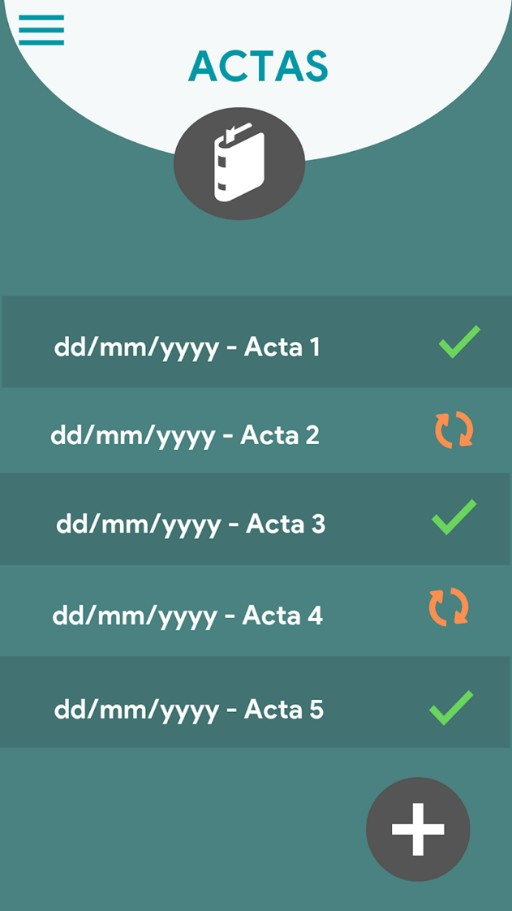 ACTAS
dd/mm/yyyy - Acta 1
dd/mm/yyyy - Acta 2
dd/mm/yyyy - Acta 3
dd/mm/yyyy - Acta 4
dd/mm/yyyy - Acta 5